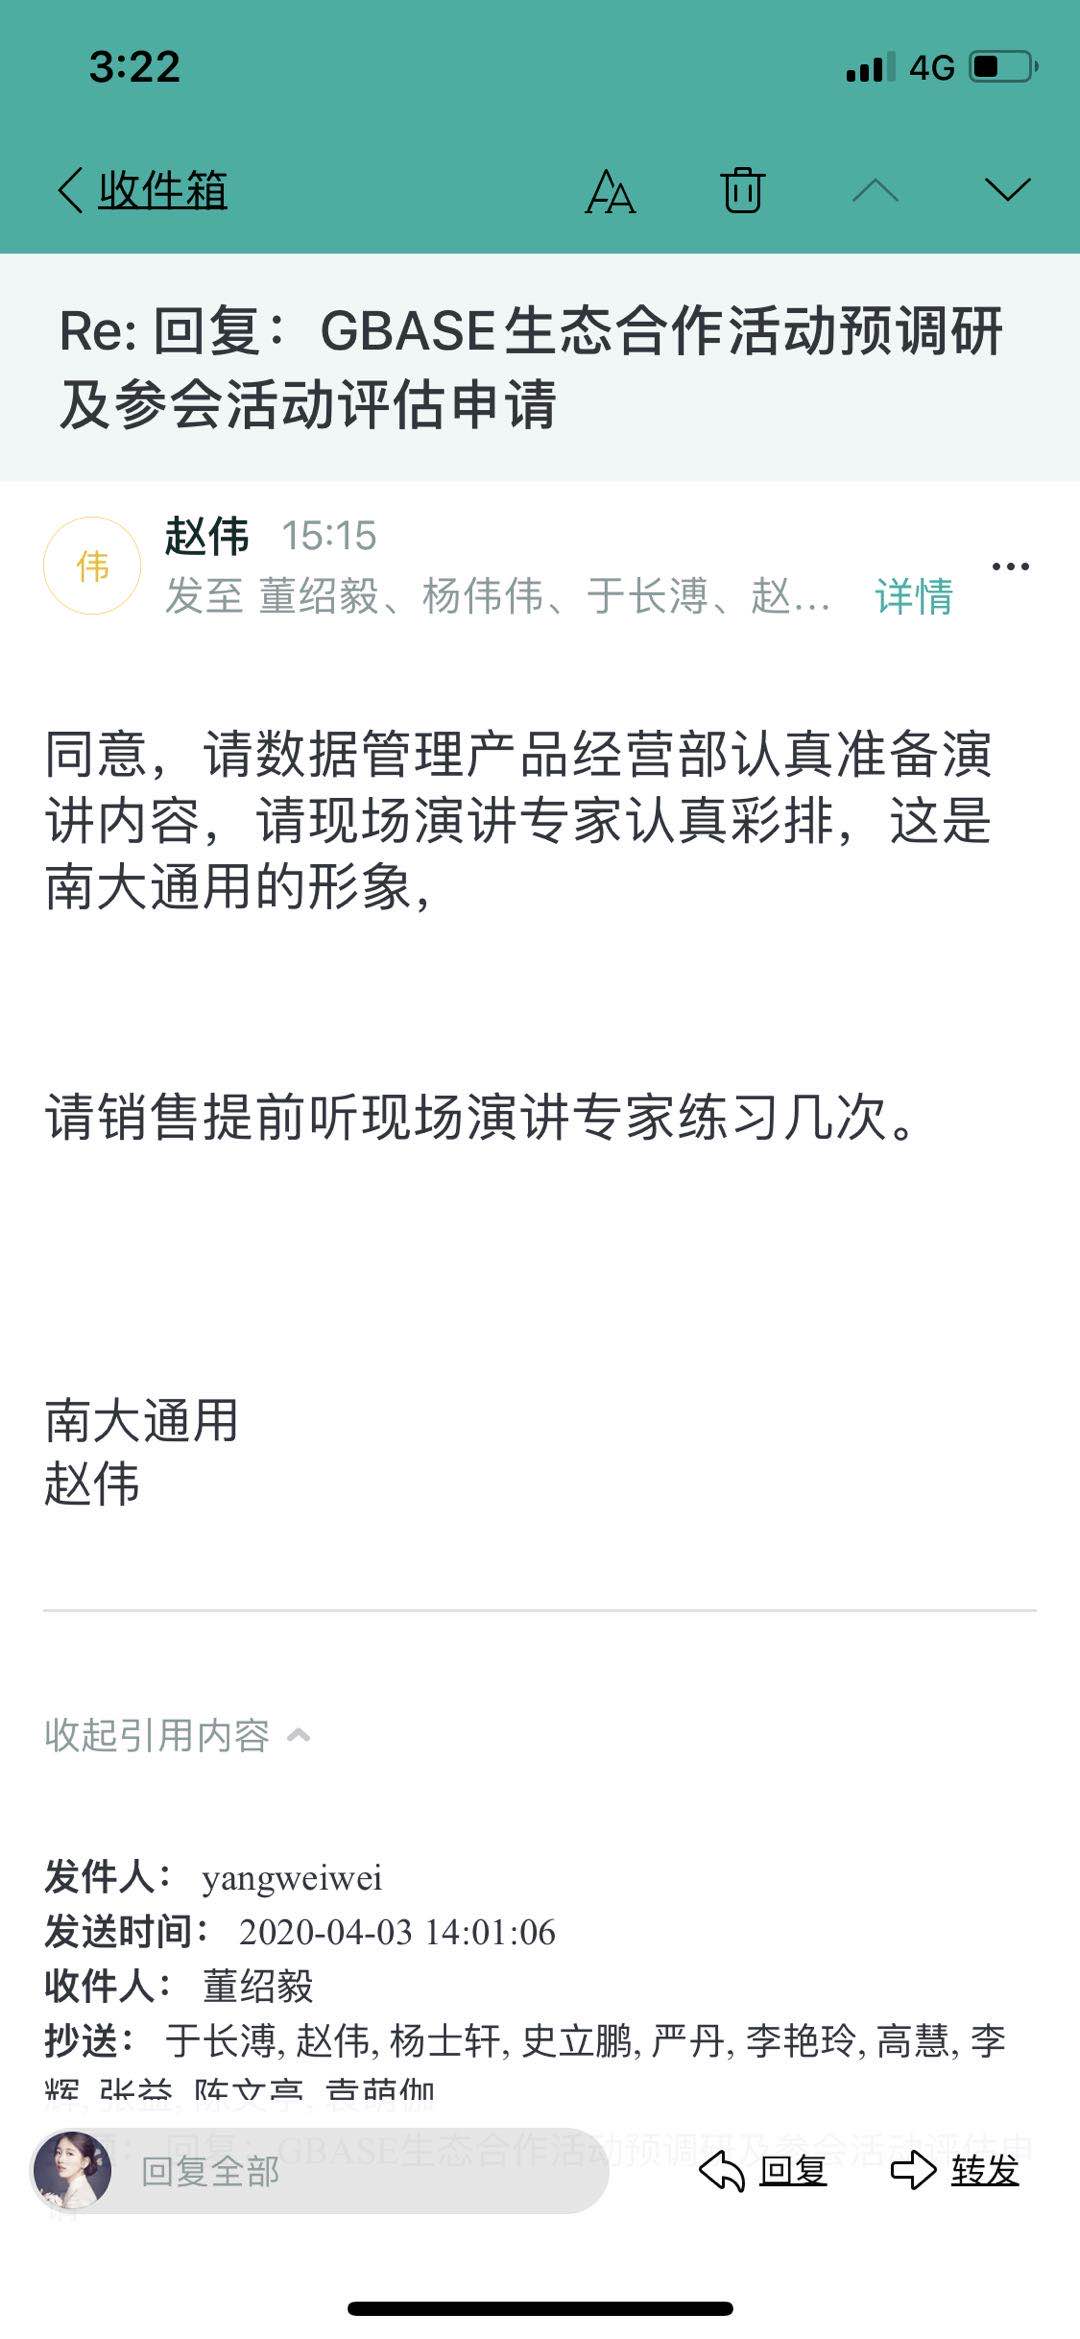 3:22
4G
收件箱
Re: 回复：GBASE生态合作活动预调研
及参会活动评估申请
伟
赵伟 15:15
发至 董绍毅、杨伟伟、于长溥、赵... 详情
同意，请数据管理产品经营部认真准备演
讲内容，请现场演讲专家认真彩排，这是
南大通用的形象，
请销售提前听现场演讲专家练习几次。
南大通用
赵伟
收起引用内容
发件人： yangweiwei
发送时间： 2020-04-03 14:01:06
收件人： 董绍毅
抄送： 于长溥, 赵伟, 杨士轩, 史立鹏, 严丹, 李艳玲, 高慧, 李
辉, 张益, 陈文亭, 袁萌伽
回复：GBASE生态合作活动预调研及参会活动评估申
回复全部
回复
转发